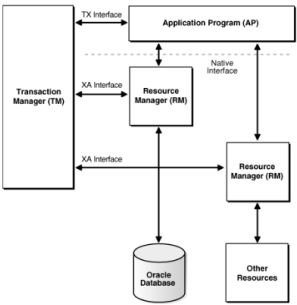 TX Interface
Application Program (AP)
Native
Interface
XA Interface
Resource
Manager (RM)
Transaction
Manager (TM)
XA Interface
Resource
Manager (RM)
Oracle
Database
Other
Resources